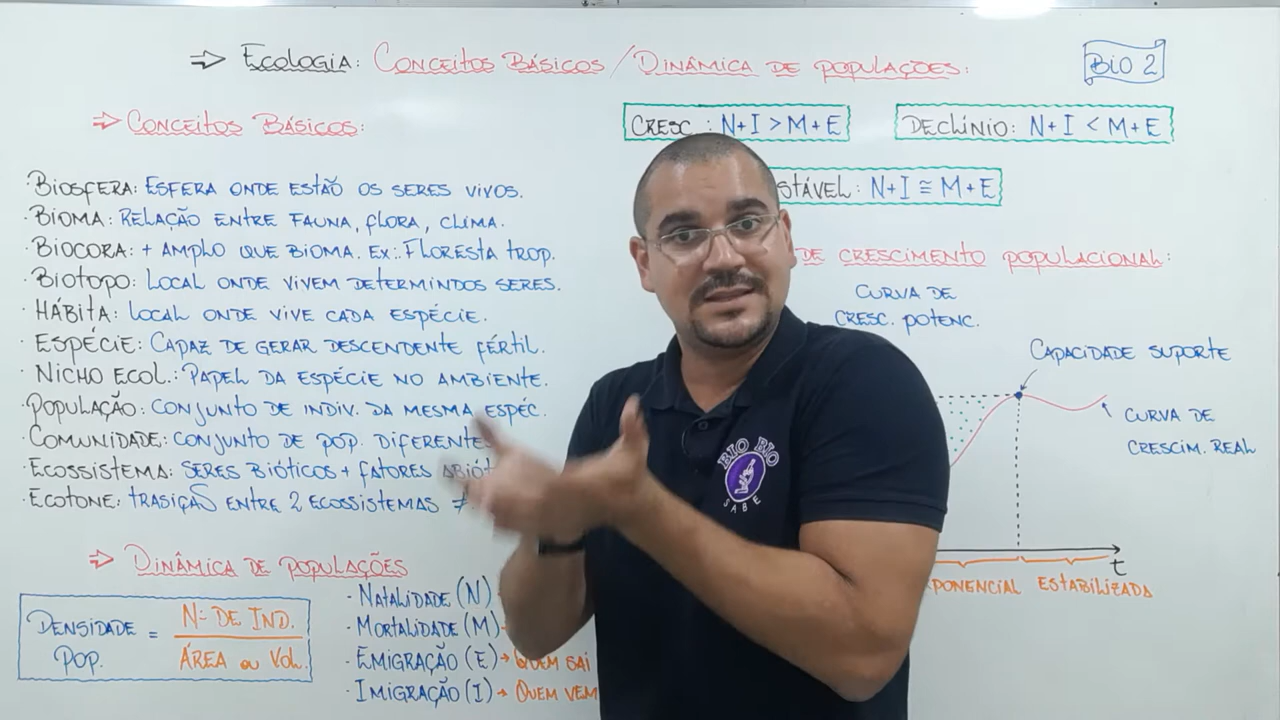 ⇒ Ecologia: Conceitos Básicos / Dinâmica de populações:
Bio 2
⇒ Conceitos Básicos:
· Biosfera: Esfera onde estão os seres vivos.
· Bioma: Relação entre fauna, flora, clima.
· Biocora: + amplo que bioma. Ex.: Floresta trop.
· Biótopo: Local onde vivem determindos seres.
· Hábita: Local onde vive cada espécie.
· Espécie: Capaz de gerar descendente fértil.
· Nicho Ecol.: Papel da espécie no ambiente.
· População: Conjunto de indiv. da mesma espéc.
· Comunidade: Conjunto de pop. diferente
· Ecossistema: Seres bióticos + fatores abiót
· Ecotone: Trasição entre 2 ecossistemas ≠
⇒ Dinâmica de populações
Densidade Pop. = Nº de Ind. / Área ou Vol.
· Natalidade (N)
· Mortalidade (M)
· Emigração (E) → Quem sai
· Imigração (I) → Quem vem
Cresc.: N+I > M+E
Declínio: N+I < M+E
stável: N+I ≅ M+E
de crescimento populacional:
Curva de
cresc. potenc.
Capacidade suporte
Curva de
crescim. real
t
ponencial estabilizada
BIO BIO
SABE